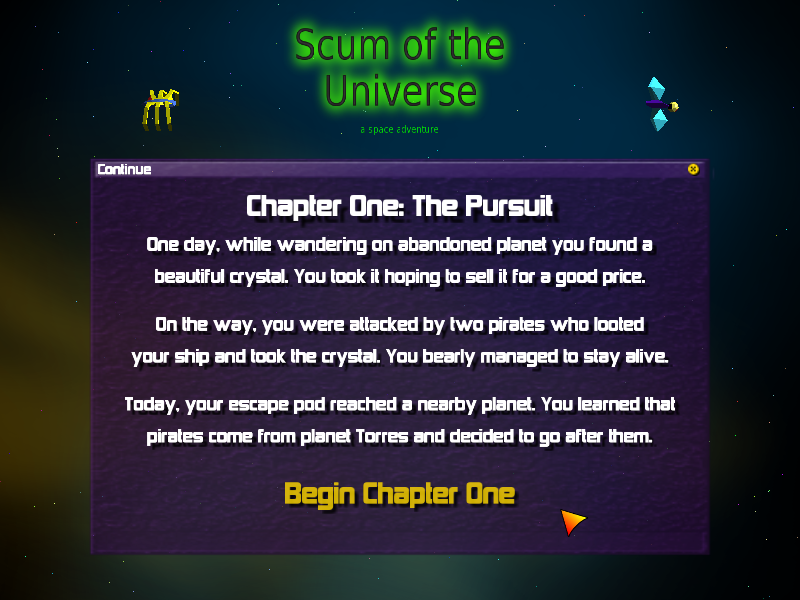 Scum of the
Universe
a space adventure
Continue
Chapter One: The Pursuit
One day, while wandering on abandoned planet you found a
beautiful crystal. You took it hoping to sell it for a good price.
On the way, you were attacked by two pirates who looted
your ship and took the crystal. You bearly managed to stay alive.
Today, your escape pod reached a nearby planet. You learned that
pirates come from planet Torres and decided to go after them.
Begin Chapter One